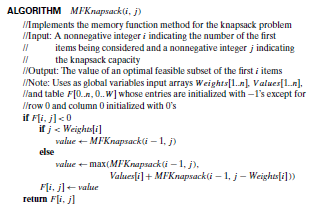 ALGORITHM MFKnapsack(i, j)
//Implements the memory function method for the knapsack problem
//Input: A nonnegative integer i indicating the number of the first
// items being considered and a nonnegative integer j indicating
// the knapsack capacity
//Output: The value of an optimal feasible subset of the first i items
//Note: Uses as global variables input arrays Weights[1..n], Values[1..n],
//and table F[0..n, 0..W] whose entries are initialized with −1's except for
//row 0 and column 0 initialized with 0's
if F[i, j] < 0
if j < Weights[i]
value ← MFKnapsack(i − 1, j)
else
value ← max(MFKnapsack(i − 1, j),
Values[i] + MFKnapsack(i − 1, j − Weights[i]))
F[i, j] ← value
return F[i, j]